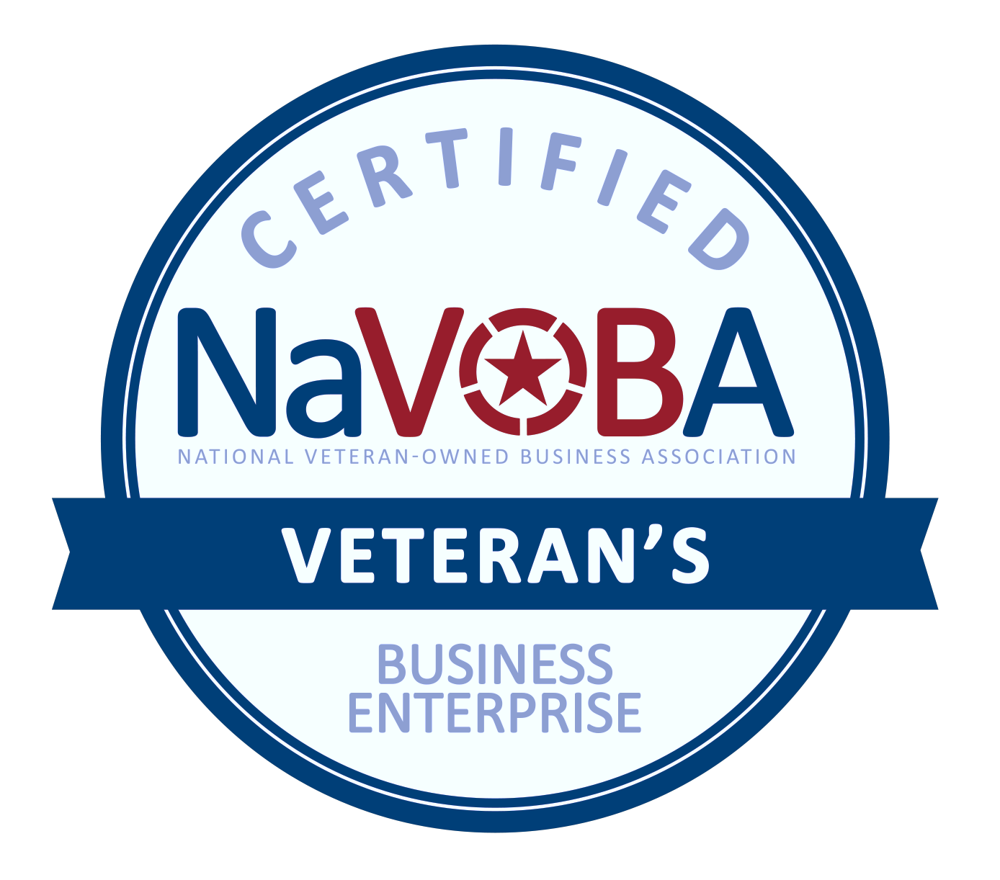 CERTIFIED
NaVOBA
NATIONAL VETERAN-OWNED BUSINESS ASSOCIATION
VETERAN’S
BUSINESS
ENTERPRISE